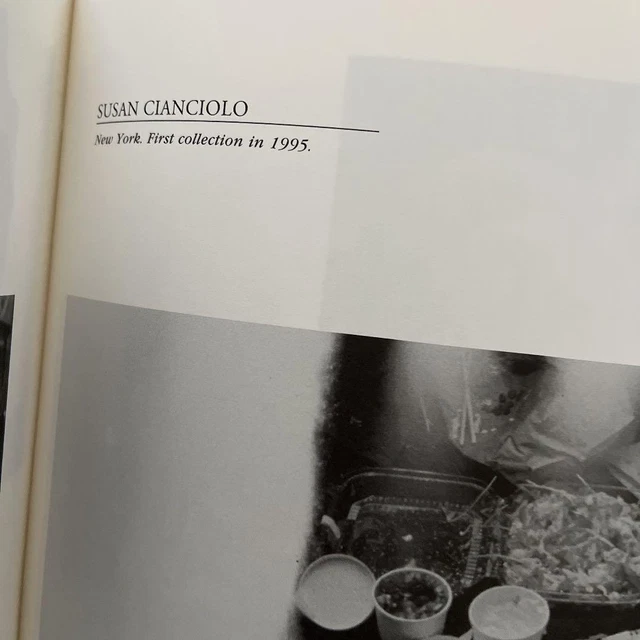 SUSAN CIANCIOLO
New York. First collection in 1995.